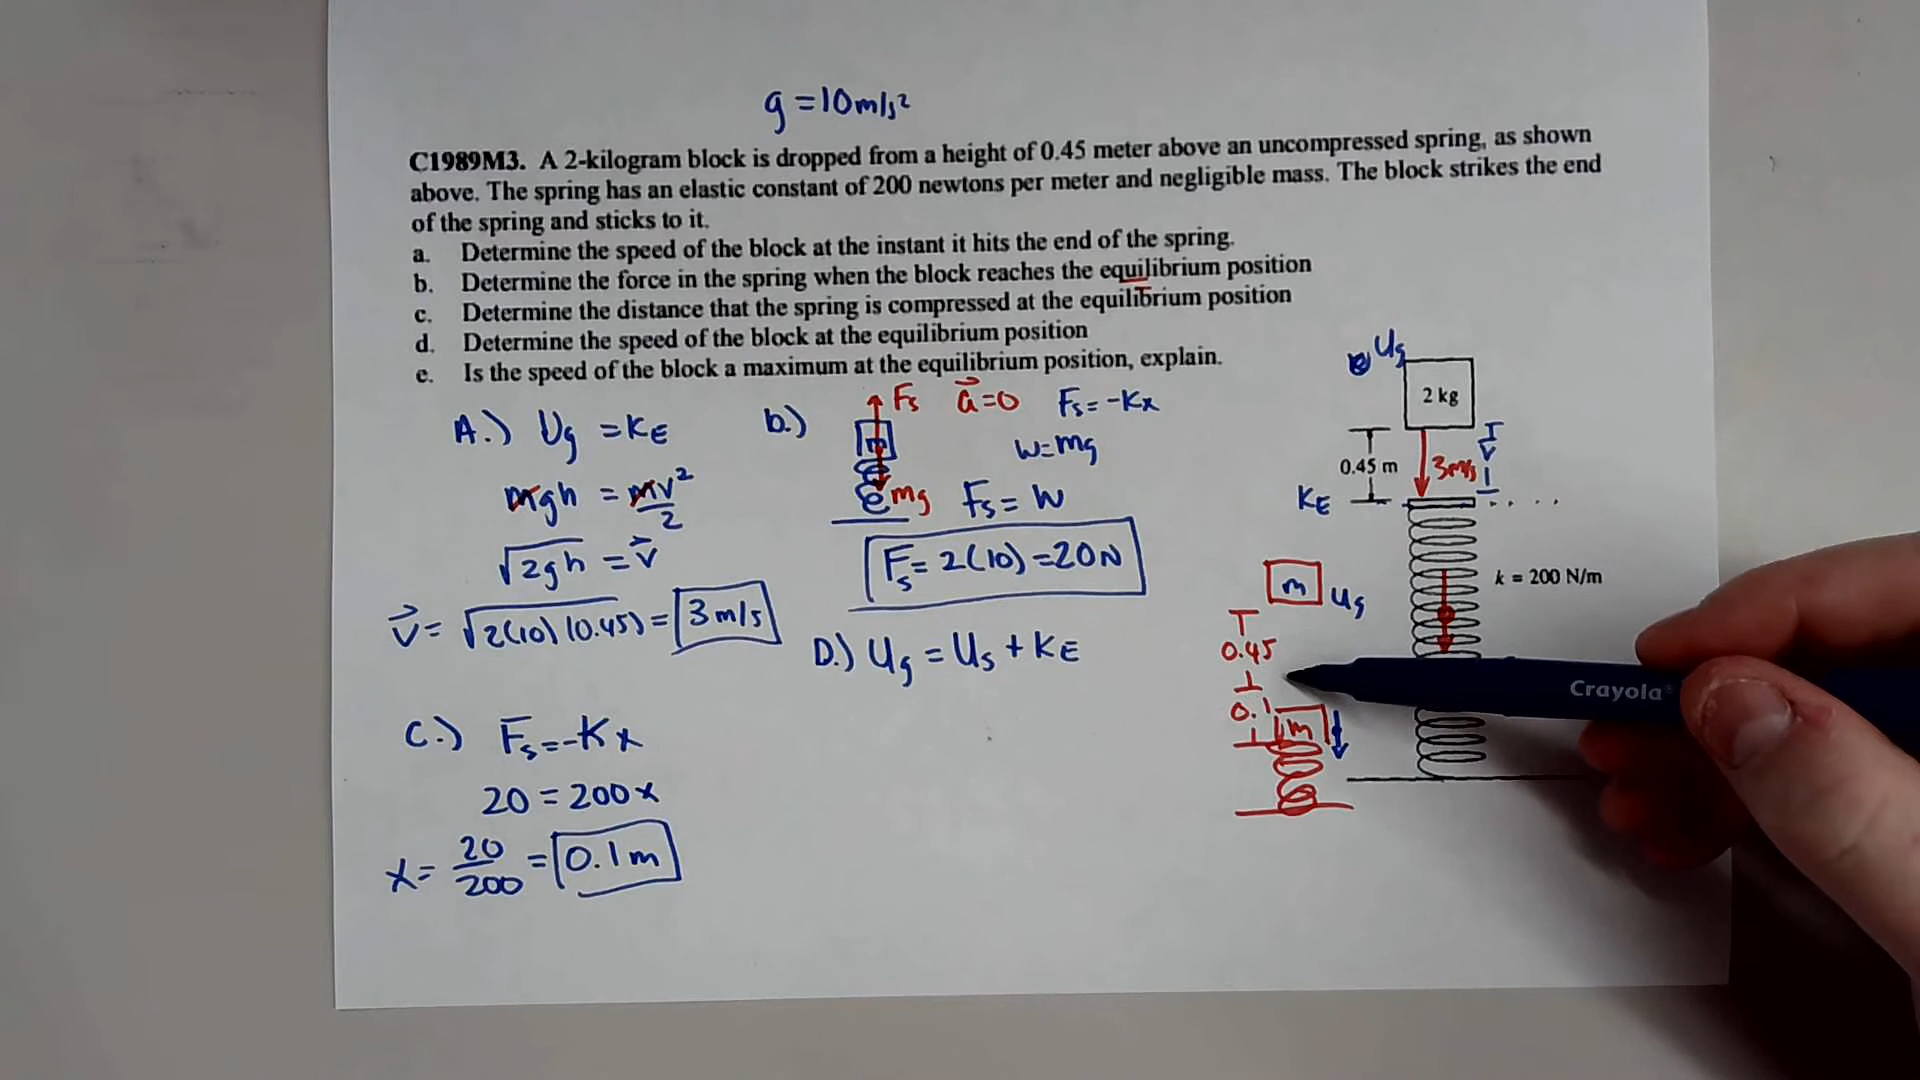 g = 10 m/s²
C1989M3. A 2-kilogram block is dropped from a height of 0.45 meter above an uncompressed spring, as shown
above. The spring has an elastic constant of 200 newtons per meter and negligible mass. The block strikes the end
of the spring and sticks to it.
a. Determine the speed of the block at the instant it hits the end of the spring.
b. Determine the force in the spring when the block reaches the equilibrium position
c. Determine the distance that the spring is compressed at the equilibrium position
d. Determine the speed of the block at the equilibrium position
e. Is the speed of the block a maximum at the equilibrium position, explain.
A.) Ug = KE
mgh = mv²/2
√2gh = v⃗
v⃗ = √2(10)(0.45) = 3 m/s
b.) Fs a⃗=0 Fs = -Kx
m
w=mg
mg Fs = W
Fs = 2(10) = 20N
C.) Fs = -Kx
20 = 200x
x = 20/200 = 0.1m
D.) Ug = Us + KE
Ug
2 kg
0.45 m
3m/s
KE
k = 200 N/m
m Ug
0.45
0.1
m
Crayola